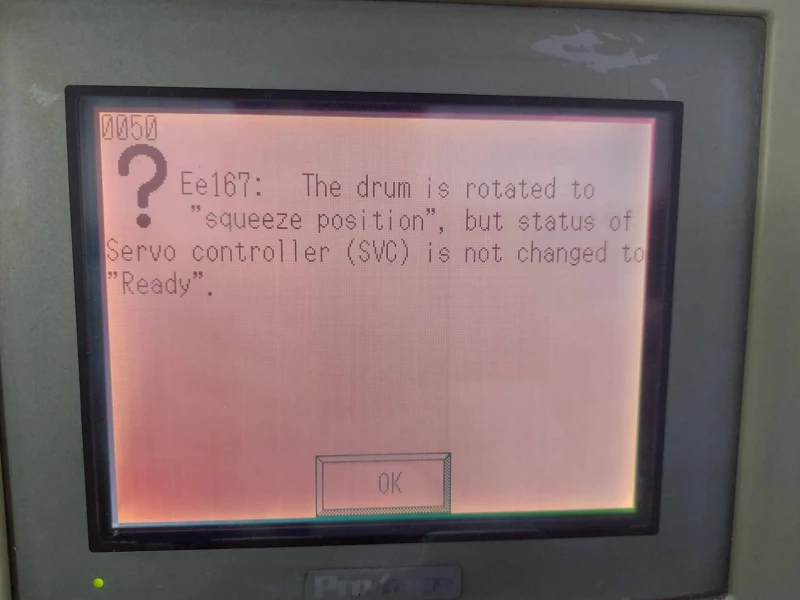 0050
?
Ee167: The drum is rotated to
"squeeze position", but status of
Servo controller (SVC) is not changed to
"Ready".
OK